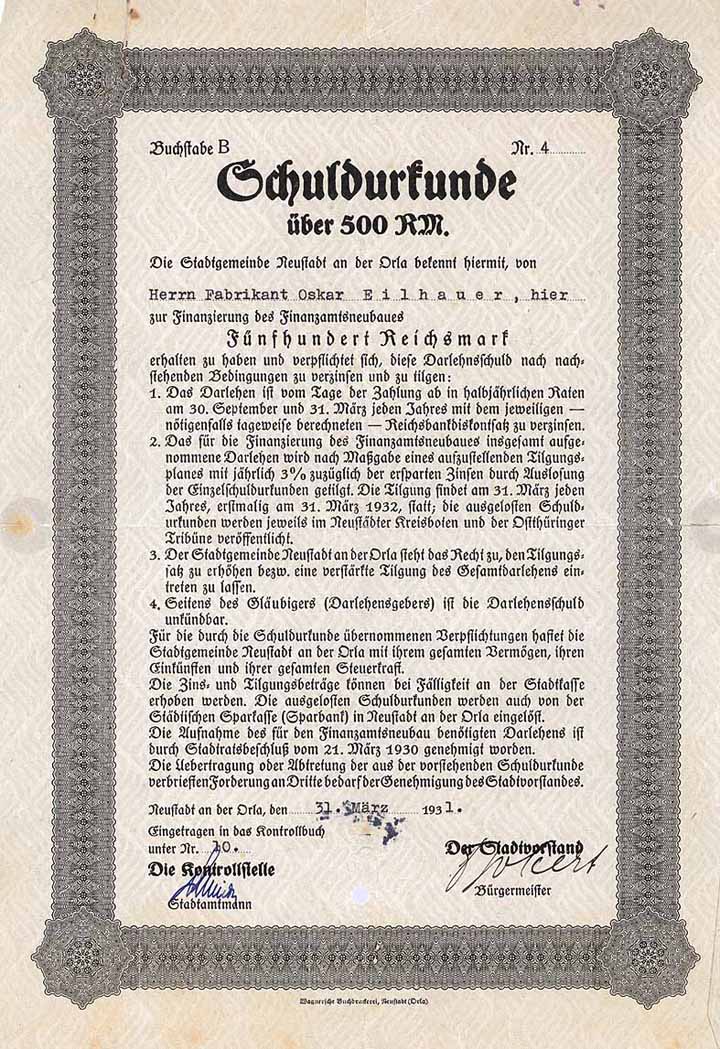 Buchstabe B Nr. 4
Schuldurkunde
über 500 RM.
Die Stadtgemeinde Neustadt an der Orla bekennt hiermit, von
Herrn Fabrikant Oskar Eilhauer, hier
zur Finanzierung des Finanzamtsneubaues
Fünfhundert Reichsmark
erhalten zu haben und verpflichtet sich, diese Darlehnsschuld nach nach-
stehenden Bedingungen zu verzinsen und zu tilgen:
1. Das Darlehen ist vom Tage der Zahlung ab in halbjährlichen Raten
am 30. September und 31. März jeden Jahres mit dem jeweiligen —
nötigenfalls tageweise berechneten — Reichsbankdiskontsatz zu verzinsen.
2. Das für die Finanzierung des Finanzamtsneubaues insgesamt aufge-
nommene Darlehen wird nach Maßgabe eines aufzustellenden Tilgungs-
planes mit jährlich 3% zuzüglich der ersparten Zinsen durch Auslosung
der Einzelschuldurkunden getilgt. Die Tilgung findet am 31. März jeden
Jahres, erstmalig am 31. März 1932, statt; die ausgelosten Schuld-
urkunden werden jeweils im Neustädter Kreisboten und der Ostthüringer
Tribüne veröffentlicht.
3. Der Stadtgemeinde Neustadt an der Orla steht das Recht zu, den Tilgungs-
satz zu erhöhen bezw. eine verstärkte Tilgung des Gesamtdarlehens ein-
treten zu lassen.
4. Seitens des Gläubigers (Darlehensgebers) ist die Darlehensschuld
unkündbar.
Für die durch die Schuldurkunde übernommenen Verpflichtungen haftet die
Stadtgemeinde Neustadt an der Orla mit ihrem gesamten Vermögen, ihren
Einkünften und ihrer gesamten Steuerkraft.
Die Zins- und Tilgungsbeträge können bei Fälligkeit an der Stadtkasse
erhoben werden. Die ausgelosten Schuldurkunden werden auch von der
Städtischen Sparkasse (Sparbank) in Neustadt an der Orla eingelöst.
Die Aufnahme des für den Finanzamtsneubau benötigten Darlehens ist
durch Stadtratsbeschluß vom 21. März 1930 genehmigt worden.
Die Uebertragung oder Abtretung der aus der vorstehenden Schuldurkunde
verbrieften Forderung an Dritte bedarf der Genehmigung des Stadtvorstandes.
Neustadt an der Orla, den 31. März 1931.
Eingetragen in das Kontrollbuch
unter Nr. 10.
Die Kontrollstelle
Stadtamtmann
Der Stadtvorstand
Bürgermeister
Wagnersche Buchdruckerei, Neustadt (Orla).